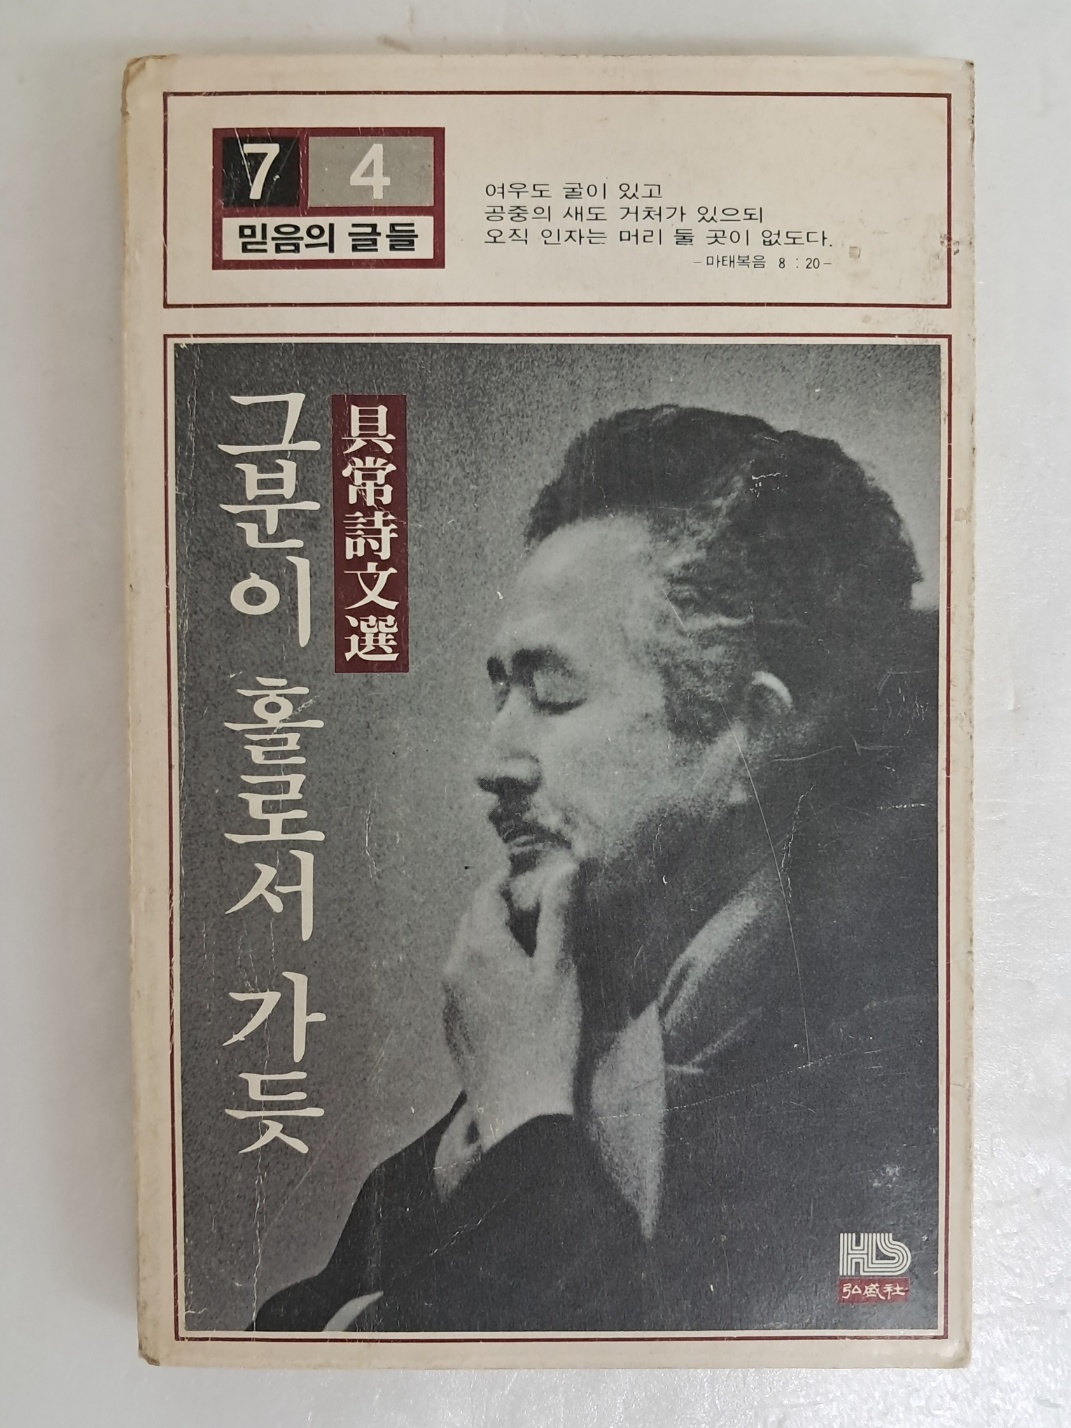 7 4
믿음의 글들
여우도 굴이 있고
공중의 새도 거처가 있으되
오직 인자는 머리 둘 곳이 없도다.
-마태복음 8 : 20-
具常詩文選
그분이 홀로서 가듯
HS
弘盛社